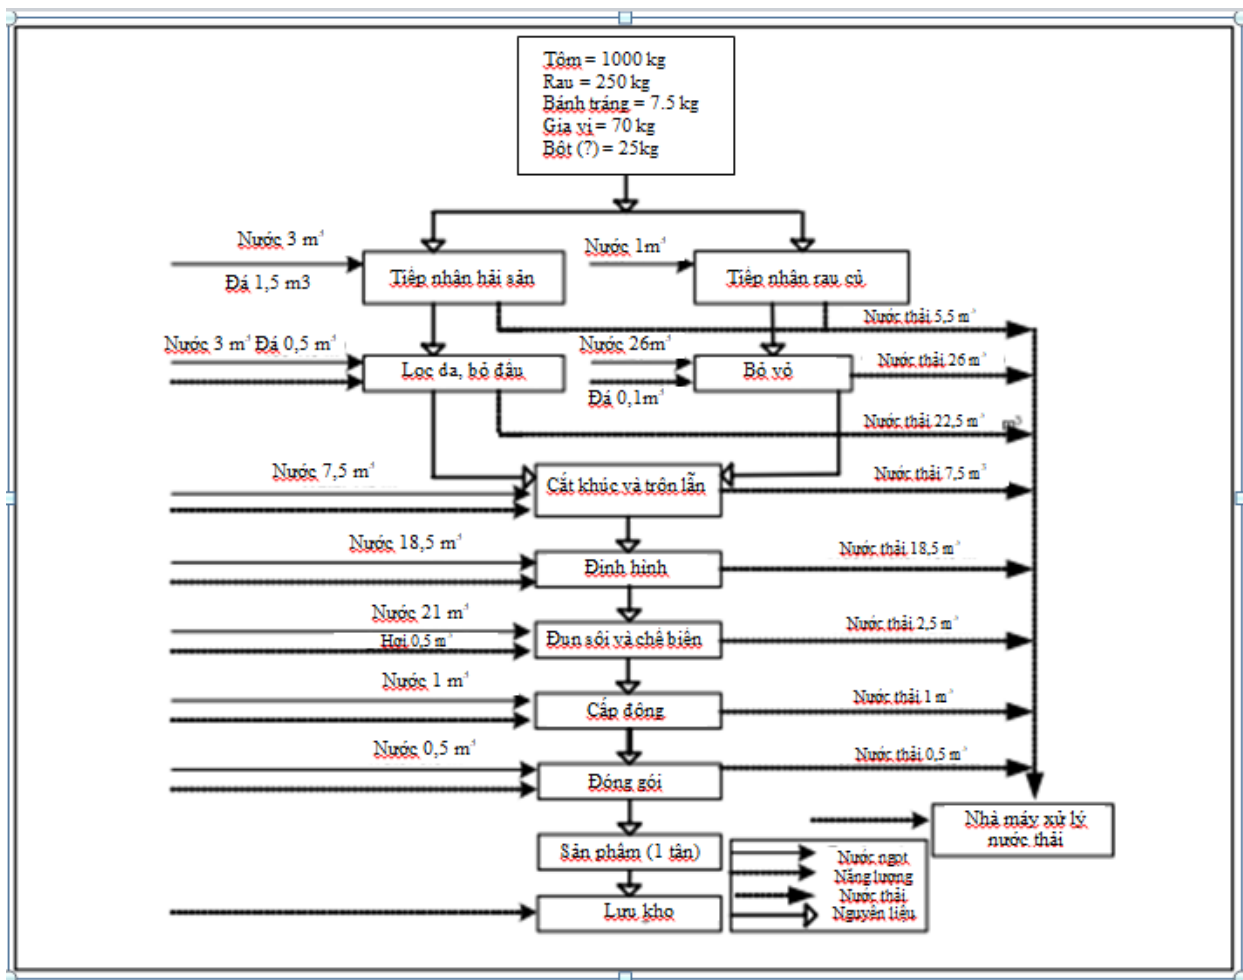 Tôm = 1000 kg
Rau = 250 kg
Bánh tráng = 7.5 kg
Gia vị = 70 kg
Bột (?) = 25kg
Nước 3 m³
Đá 1,5 m3
Tiếp nhân hải sản
Nước 1m³
Tiếp nhân rau củ
Nước thải 5,5 m³
Nước 3 m³ Đá 0,5 m³
Lọc da, bỏ đầu
Nước 26m³
Đá 0,1m³
Bỏ vỏ
Nước thải 26 m³
Nước thải 22,5 m³
Nước 7,5 m³
Cắt khúc và trôn lẫn
Nước thải 7,5 m³
Nước 18,5 m³
Đinh hình
Nước thải 18,5 m³
Nước 21 m³
Hơi 0,5 m³
Đun sôi và chế biến
Nước thải 2,5 m³
Nước 1 m³
Cấp đông
Nước thải 1 m³
Nước 0,5 m³
Đóng gói
Nước thải 0,5 m³
Nhà máy xử lý
nước thải
Sản phẩm (1 tấn)
Lưu kho
Nước ngọt
Năng lượng
Nước thải
Nguyên liệu